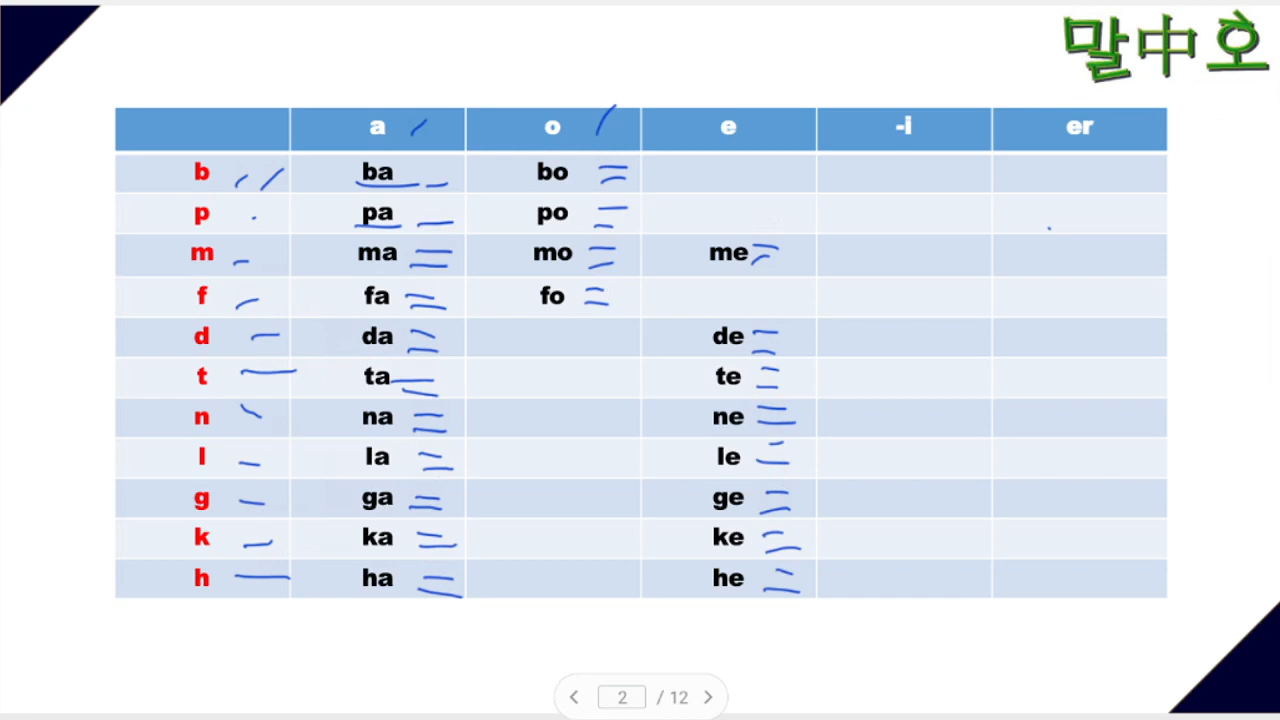 말中호
a o e -i er
b ba bo
p pa po
m ma mo me
f fa fo
d da de
t ta te
n na ne
l la le
g ga ge
k ka ke
h ha he
2 / 12